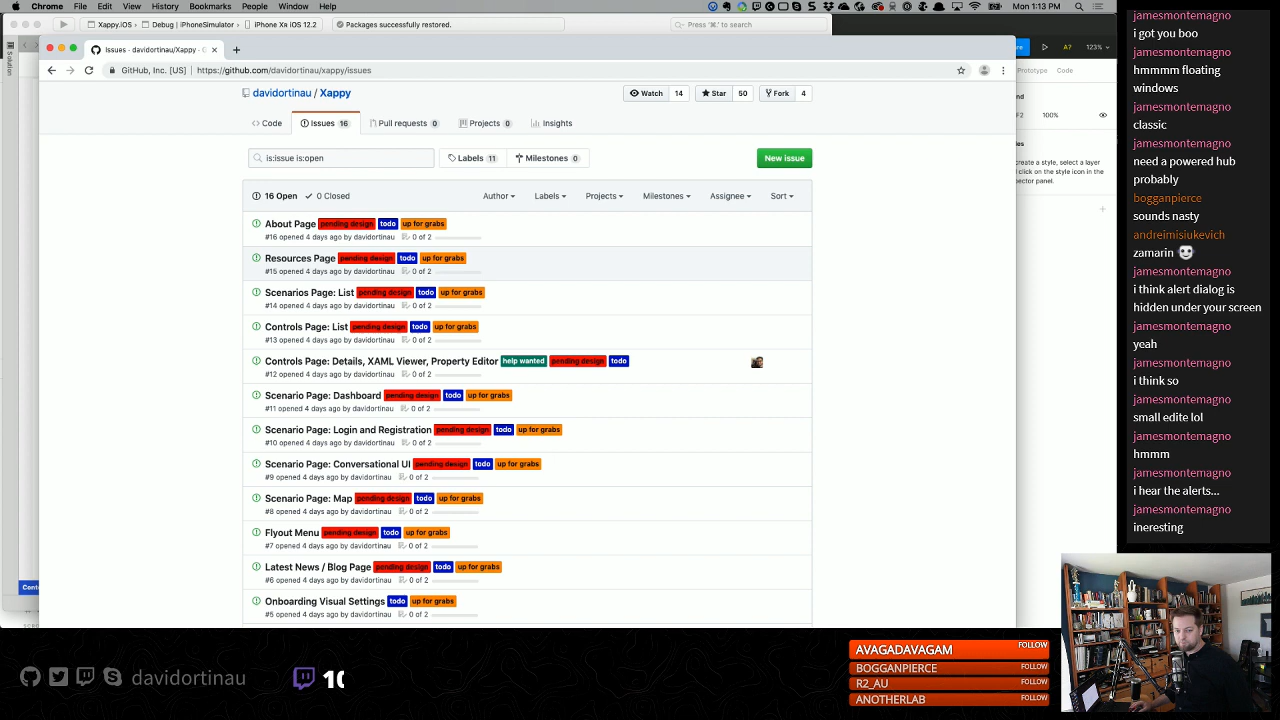 Chrome File Edit View History Bookmarks People Window Help
Mon 1:13 PM
Xappy.iOS Debug | iPhoneSimulator iPhone Xʀ iOS 12.2
Packages successfully restored.
Press '⌘.' to search
Issues · davidortinau/Xappy
GitHub, Inc. [US] | https://github.com/davidortinau/xappy/issues
Solution
davidortinau / Xappy
Watch 14 Star 50 Fork 4
Code Issues 16 Pull requests 0 Projects 0 Insights
is:issue is:open Labels 11 Milestones 0 New issue
16 Open 0 Closed Author Labels Projects Milestones Assignee Sort
About Page pending design todo up for grabs
#16 opened 4 days ago by davidortinau 0 of 2
Resources Page pending design todo up for grabs
#15 opened 4 days ago by davidortinau 0 of 2
Scenarios Page: List pending design todo up for grabs
#14 opened 4 days ago by davidortinau 0 of 2
Controls Page: List pending design todo up for grabs
#13 opened 4 days ago by davidortinau 0 of 2
Controls Page: Details, XAML Viewer, Property Editor help wanted pending design todo
#12 opened 4 days ago by davidortinau 0 of 2
Scenario Page: Dashboard pending design todo up for grabs
#11 opened 4 days ago by davidortinau 0 of 2
Scenario Page: Login and Registration pending design todo up for grabs
#10 opened 4 days ago by davidortinau 0 of 2
Scenario Page: Conversational UI pending design todo up for grabs
#9 opened 4 days ago by davidortinau 0 of 2
Scenario Page: Map pending design todo up for grabs
#8 opened 4 days ago by davidortinau 0 of 2
Flyout Menu pending design todo up for grabs
#7 opened 4 days ago by davidortinau 0 of 2
Latest News / Blog Page pending design todo up for grabs
#6 opened 4 days ago by davidortinau 0 of 2
Onboarding Visual Settings todo up for grabs
#5 opened 4 days ago by davidortinau 0 of 2
A? 123%
Prototype Code
100%
create a style, select a layer
click on the style icon in the
jamesmontemagno
i got you boo
jamesmontemagno
hmmmm floating
windows
jamesmontemagno
classic
jamesmontemagno
need a powered hub
probably
bogganpierce
sounds nasty
andreimisiukevich
zamarin
jamesmontemagno
i think alert dialog is
hidden under your screen
jamesmontemagno
yeah
jamesmontemagno
i think so
jamesmontemagno
small edite lol
jamesmontemagno
hmmm
jamesmontemagno
i hear the alerts...
jamesmontemagno
ineresting
davidortinau
10
AVAGADAVAGAM FOLLOW
BOGGANPIERCE FOLLOW
R2_AU FOLLOW
ANOTHERLAB FOLLOW